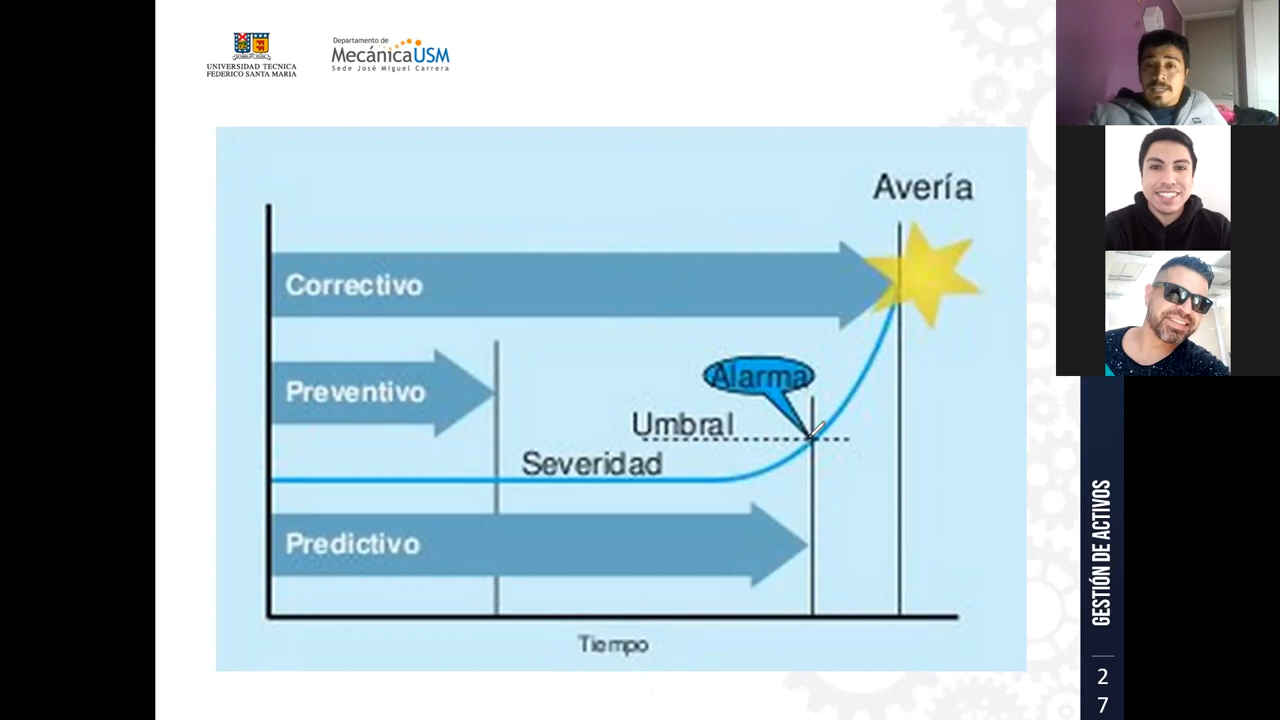 UNIVERSIDAD TECNICA
FEDERICO SANTA MARIA
Departamento de
MecánicaUSM
Sede José Miguel Carrera
Avería
Correctivo
Preventivo
Alarma
Umbral
Severidad
Predictivo
Tiempo
GESTIÓN DE ACTIVOS
2
7